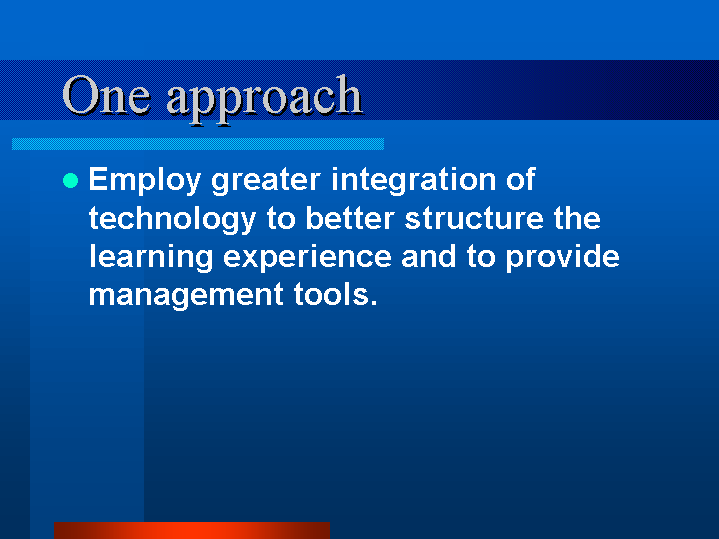 One approach
Employ greater integration of
technology to better structure the
learning experience and to provide
management tools.